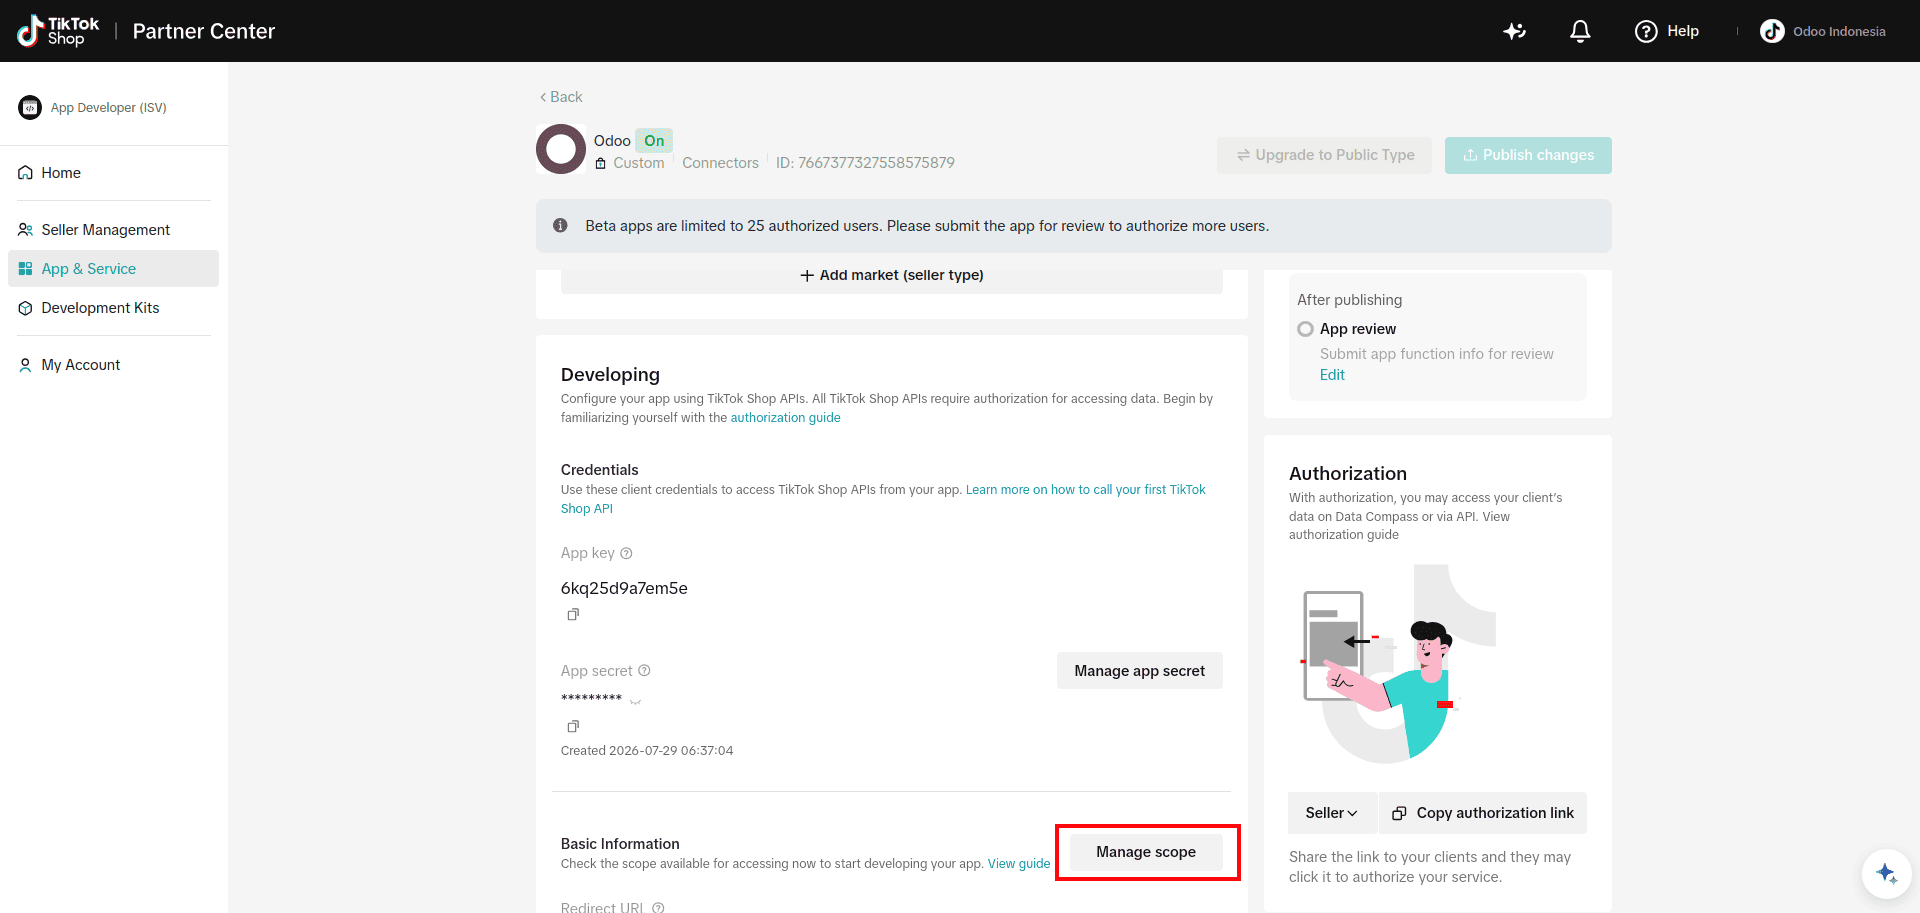 TikTok
Shop
Partner Center
Help
Odoo Indonesia
App Developer (ISV)
Home
Seller Management
App & Service
Development Kits
My Account
Back
Odoo On
Custom Connectors ID: 7667377327558575879
Upgrade to Public Type
Publish changes
Beta apps are limited to 25 authorized users. Please submit the app for review to authorize more users.
Add market (seller type)
Developing
Configure your app using TikTok Shop APIs. All TikTok Shop APIs require authorization for accessing data. Begin by
familiarizing yourself with the authorization guide
Credentials
Use these client credentials to access TikTok Shop APIs from your app. Learn more on how to call your first TikTok
Shop API
App key
6kq25d9a7em5e
App secret
*********
Manage app secret
Created 2026-07-29 06:37:04
Basic Information
Check the scope available for accessing now to start developing your app. View guide
Manage scope
Redirect URL
After publishing
App review
Submit app function info for review
Edit
Authorization
With authorization, you may access your client's
data on Data Compass or via API. View
authorization guide
Seller
Copy authorization link
Share the link to your clients and they may
click it to authorize your service.